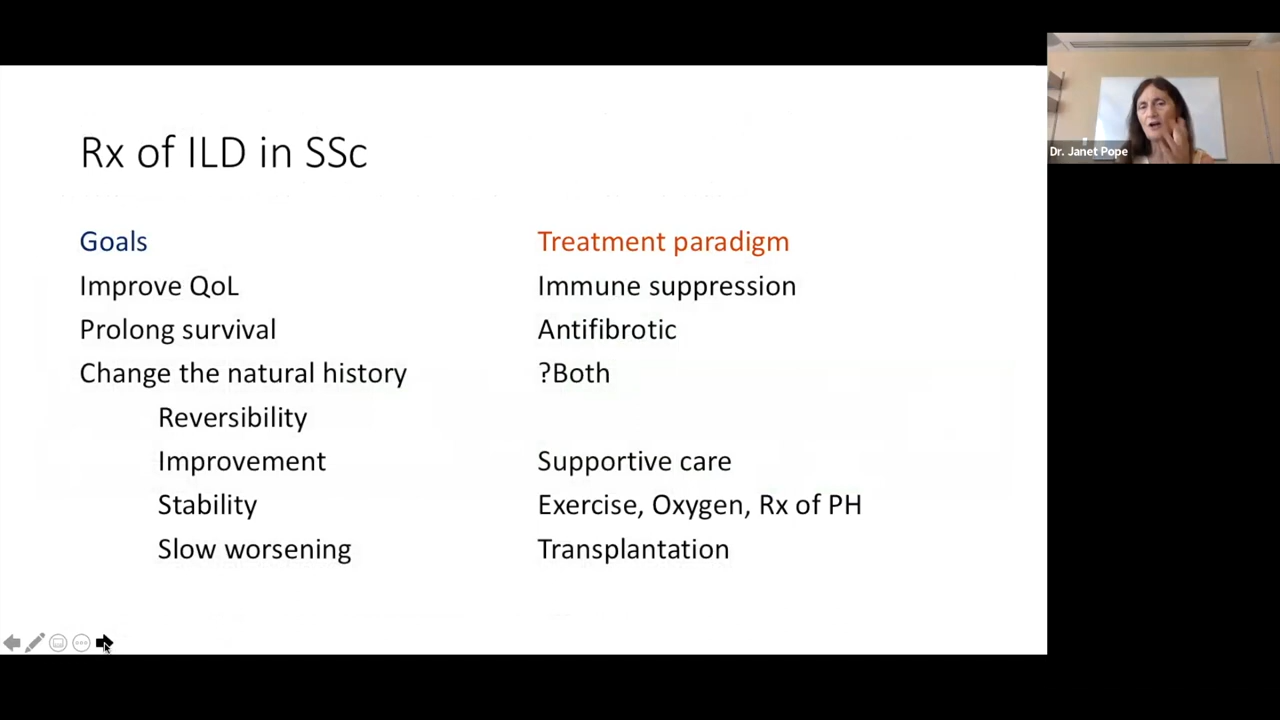 Rx of ILD in SSc
Goals
Improve QoL
Prolong survival
Change the natural history
Reversibility
Improvement
Stability
Slow worsening
Treatment paradigm
Immune suppression
Antifibrotic
?Both
Supportive care
Exercise, Oxygen, Rx of PH
Transplantation
Dr. Janet Pope